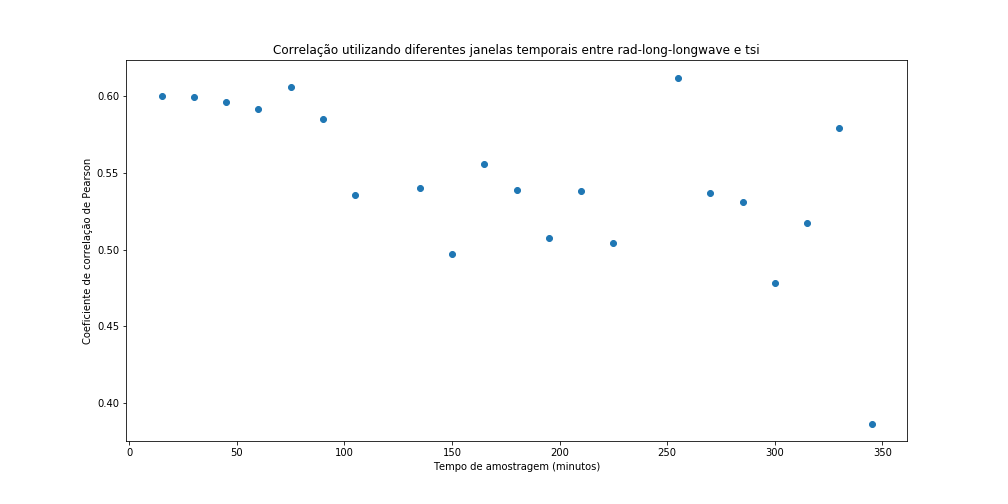 Correlação utilizando diferentes janelas temporais entre rad-long-longwave e tsi
Coeficiente de correlação de Pearson
0.60
0.55
0.50
0.45
0.40
0 50 100 150 200 250 300 350
Tempo de amostragem (minutos)